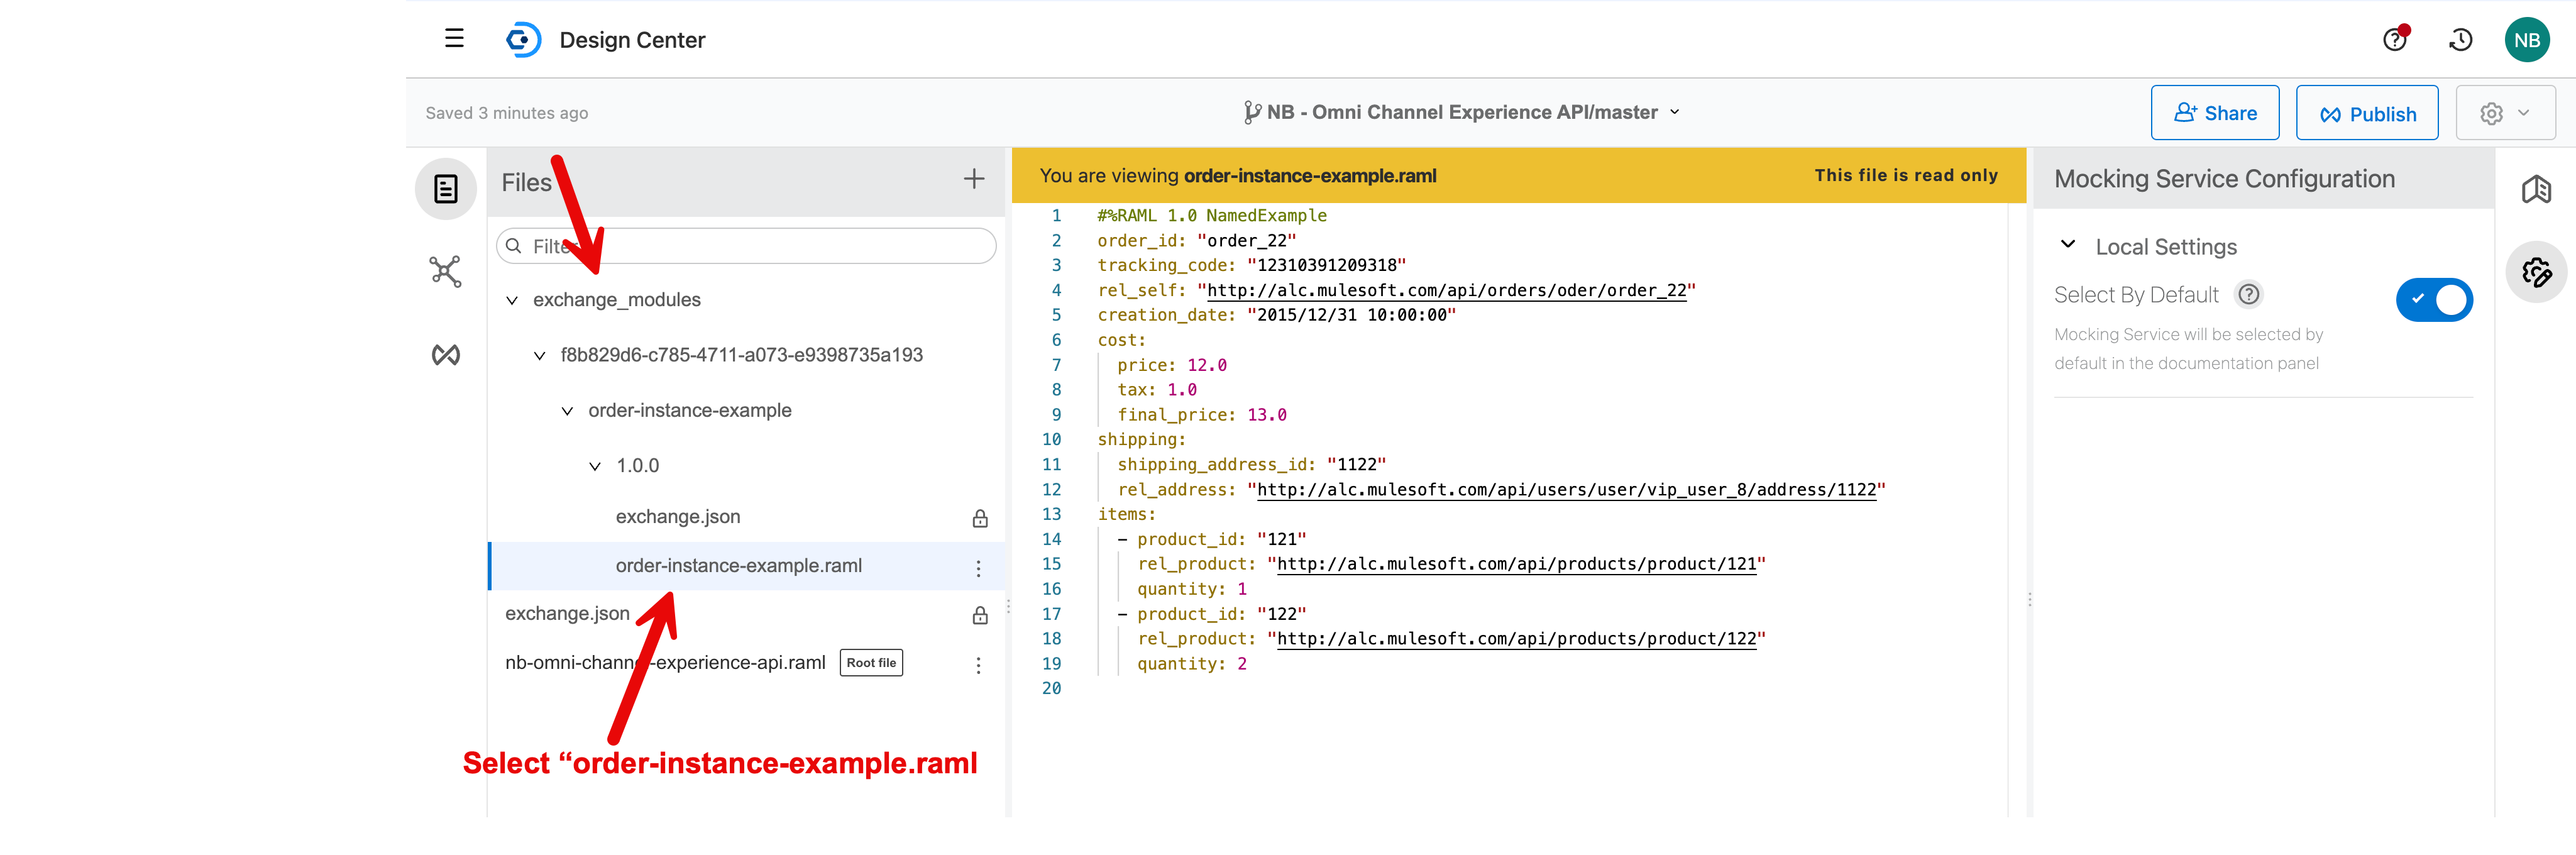 Design Center
NB
Saved 3 minutes ago
NB - Omni Channel Experience API/master
Share
Publish
Files
Filter
exchange_modules
f8b829d6-c785-4711-a073-e9398735a193
order-instance-example
1.0.0
exchange.json
order-instance-example.raml
exchange.json
nb-omni-channel-experience-api.raml Root file
Select “order-instance-example.raml
You are viewing order-instance-example.raml
This file is read only
1 #%RAML 1.0 NamedExample
2 order_id: "order_22"
3 tracking_code: "12310391209318"
4 rel_self: "http://alc.mulesoft.com/api/orders/oder/order_22"
5 creation_date: "2015/12/31 10:00:00"
6 cost:
7 price: 12.0
8 tax: 1.0
9 final_price: 13.0
10 shipping:
11 shipping_address_id: "1122"
12 rel_address: "http://alc.mulesoft.com/api/users/user/vip_user_8/address/1122"
13 items:
14 - product_id: "121"
15 rel_product: "http://alc.mulesoft.com/api/products/product/121"
16 quantity: 1
17 - product_id: "122"
18 rel_product: "http://alc.mulesoft.com/api/products/product/122"
19 quantity: 2
20
Mocking Service Configuration
Local Settings
Select By Default
Mocking Service will be selected by
default in the documentation panel